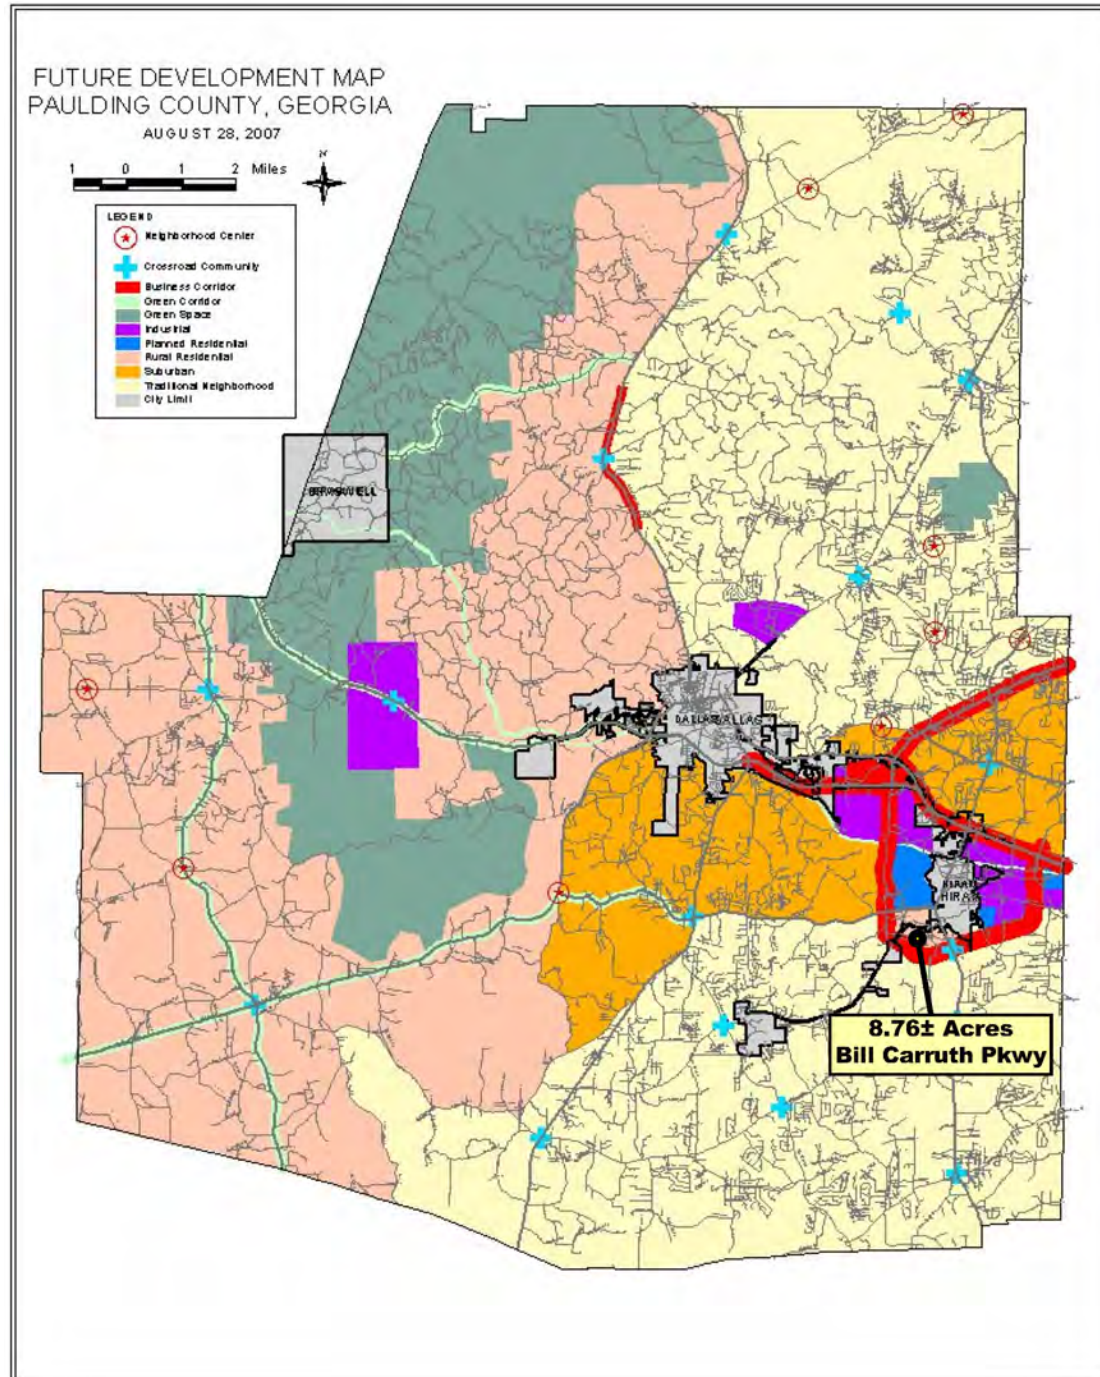 FUTURE DEVELOPMENT MAP
PAULDING COUNTY, GEORGIA
AUGUST 28, 2007
1 0 1 2 Miles
N
LEGEND
Neighborhood Center
Crossroad Community
Business Corridor
Green Corridor
Green Space
Industrial
Planned Residential
Rural Residential
Suburban
Traditional Neighborhood
City Limit
DALLAS
HIRAM
8.76± Acres
Bill Carruth Pkwy